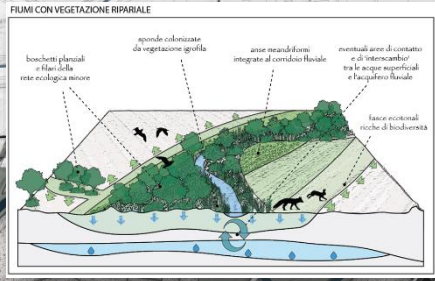 FIUMI CON VEGETAZIONE RIPARIALE
boschetti planziali
e filari della
rete ecologica minore
sponde colonizzate
da vegetazione igrofila
anse meandriformi
integrate al corridoio fluviale
eventuali aree di contatto
e di 'interscambio'
tra le acque superficiali
e l'acquifero fluviale
fasce ecotonali
ricche di biodiversità